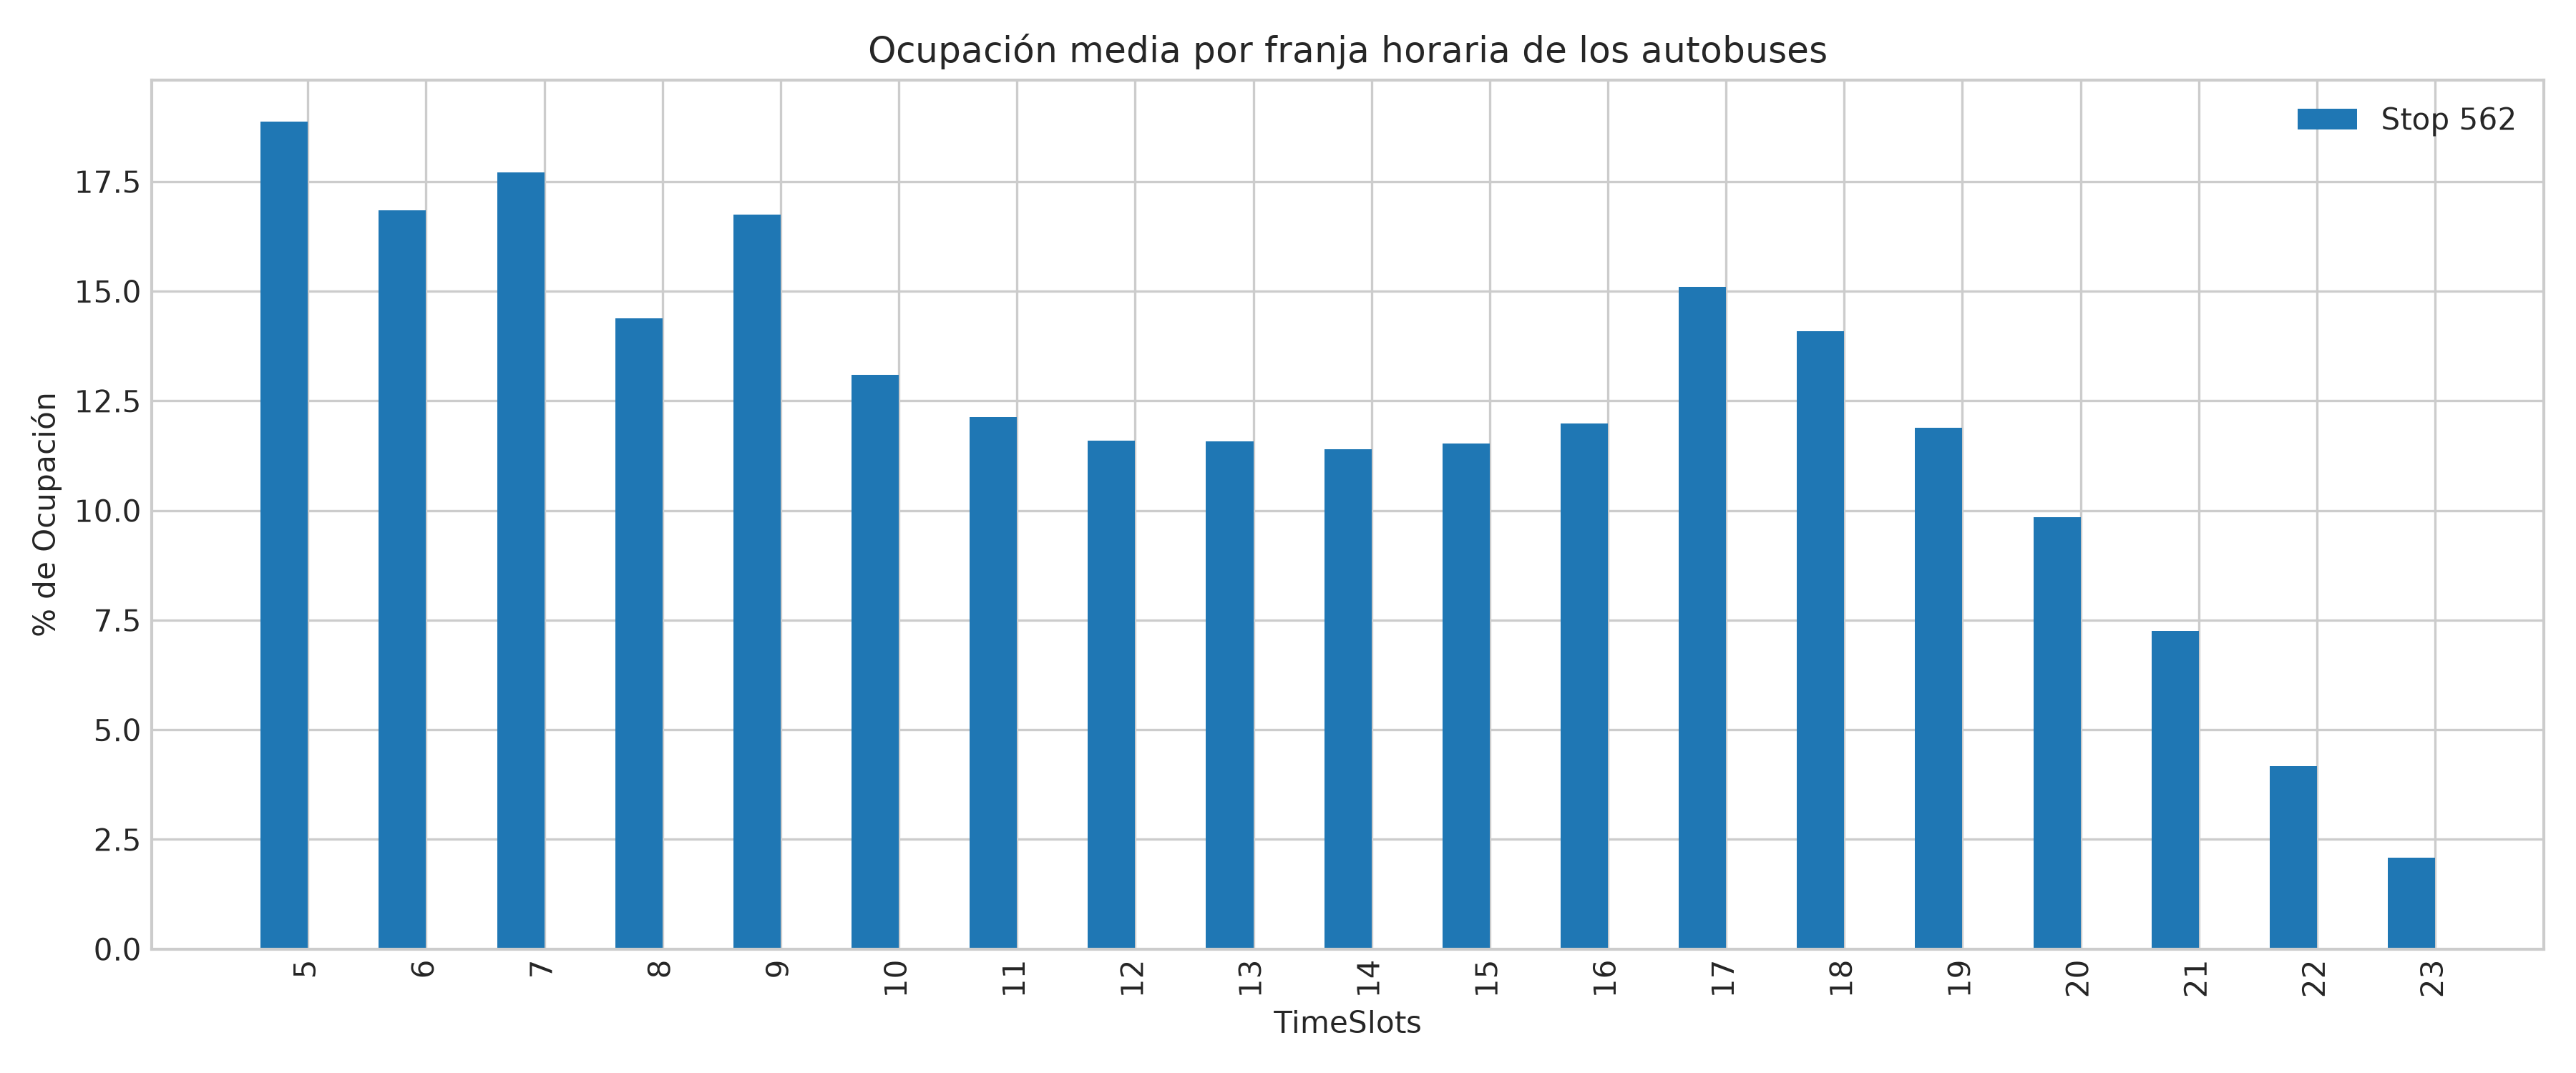 Ocupación media por franja horaria de los autobuses
Stop 562
% de Ocupación
17.5
15.0
12.5
10.0
7.5
5.0
2.5
0.0
5 6 7 8 9 10 11 12 13 14 15 16 17 18 19 20 21 22 23
TimeSlots